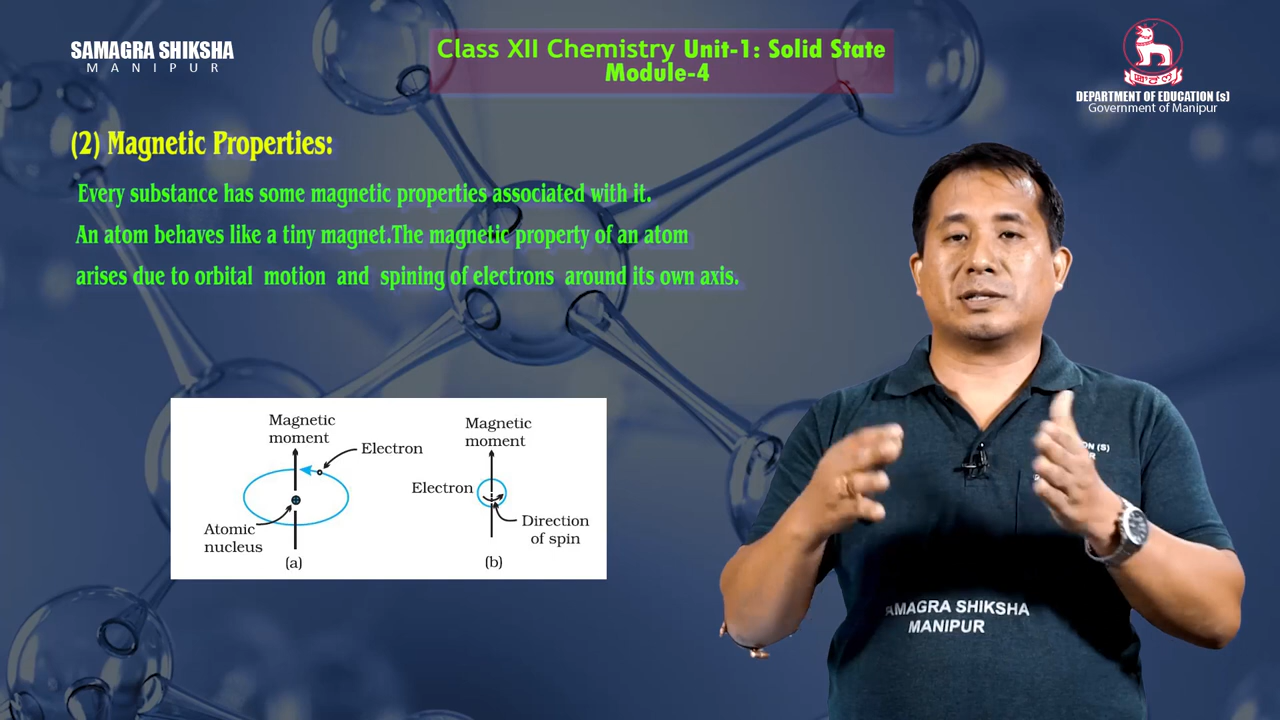 SAMAGRA SHIKSHA
MANIPUR
Class XII Chemistry Unit-1: Solid State
Module-4
DEPARTMENT OF EDUCATION (s)
Government of Manipur
(2) Magnetic Properties:
Every substance has some magnetic properties associated with it.
An atom behaves like a tiny magnet.The magnetic property of an atom
arises due to orbital motion and spining of electrons around its own axis.
Magnetic
moment
Electron
Atomic
nucleus
(a)
Magnetic
moment
Electron
Direction
of spin
(b)
ON (S)
AMAGRA SHIKSHA
MANIPUR